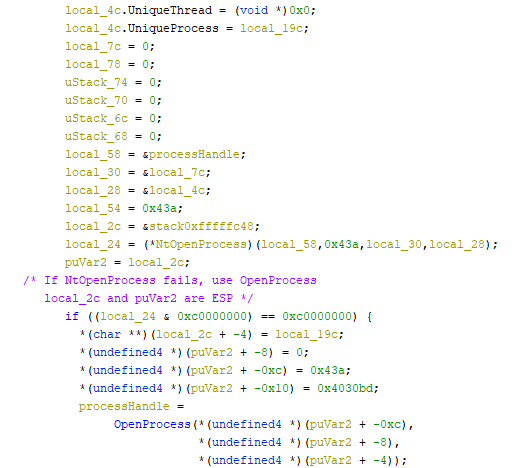 local_4c.UniqueThread = (void *)0x0;
local_4c.UniqueProcess = local_19c;
local_7c = 0;
local_78 = 0;
uStack_74 = 0;
uStack_70 = 0;
uStack_6c = 0;
uStack_68 = 0;
local_58 = &processHandle;
local_30 = &local_7c;
local_28 = &local_4c;
local_54 = 0x43a;
local_2c = &stack0xfffffc48;
local_24 = (*NtOpenProcess)(local_58,0x43a,local_30,local_28);
puVar2 = local_2c;
/* If NtOpenProcess fails, use OpenProcess
local_2c and puVar2 are ESP */
if ((local_24 & 0xc0000000) == 0xc0000000) {
*(char **)(local_2c + -4) = local_19c;
*(undefined4 *)(puVar2 + -8) = 0;
*(undefined4 *)(puVar2 + -0xc) = 0x43a;
*(undefined4 *)(puVar2 + -0x10) = 0x4030bd;
processHandle =
OpenProcess(*(undefined4 *)(puVar2 + -0xc),
*(undefined4 *)(puVar2 + -8),
*(undefined4 *)(puVar2 + -4));